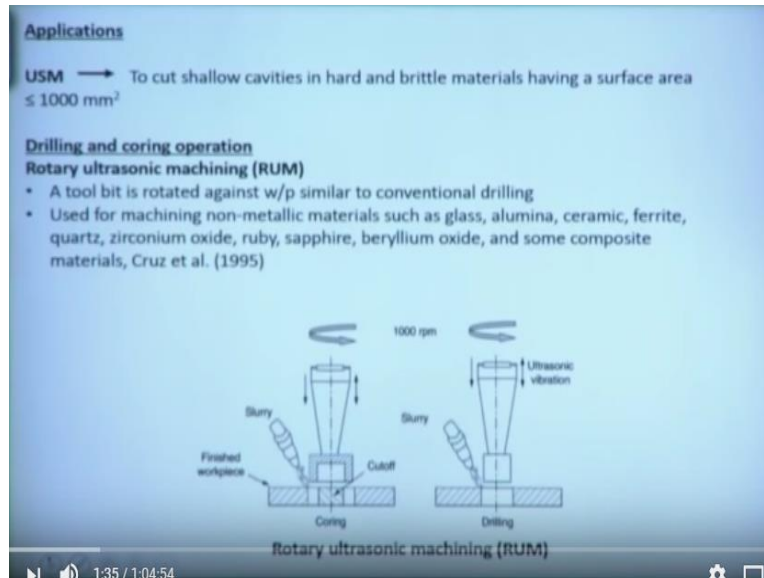 Applications
USM → To cut shallow cavities in hard and brittle materials having a surface area
≤ 1000 mm²
Drilling and coring operation
Rotary ultrasonic machining (RUM)
• A tool bit is rotated against w/p similar to conventional drilling
• Used for machining non-metallic materials such as glass, alumina, ceramic, ferrite,
quartz, zirconium oxide, ruby, sapphire, beryllium oxide, and some composite
materials, Cruz et al. (1995)
1000 rpm
Ultrasonic
vibration
Slurry
Slurry
Finished
workpiece
Cutoff
Coring
Drilling
Rotary ultrasonic machining (RUM)
1:35 / 1:04:54